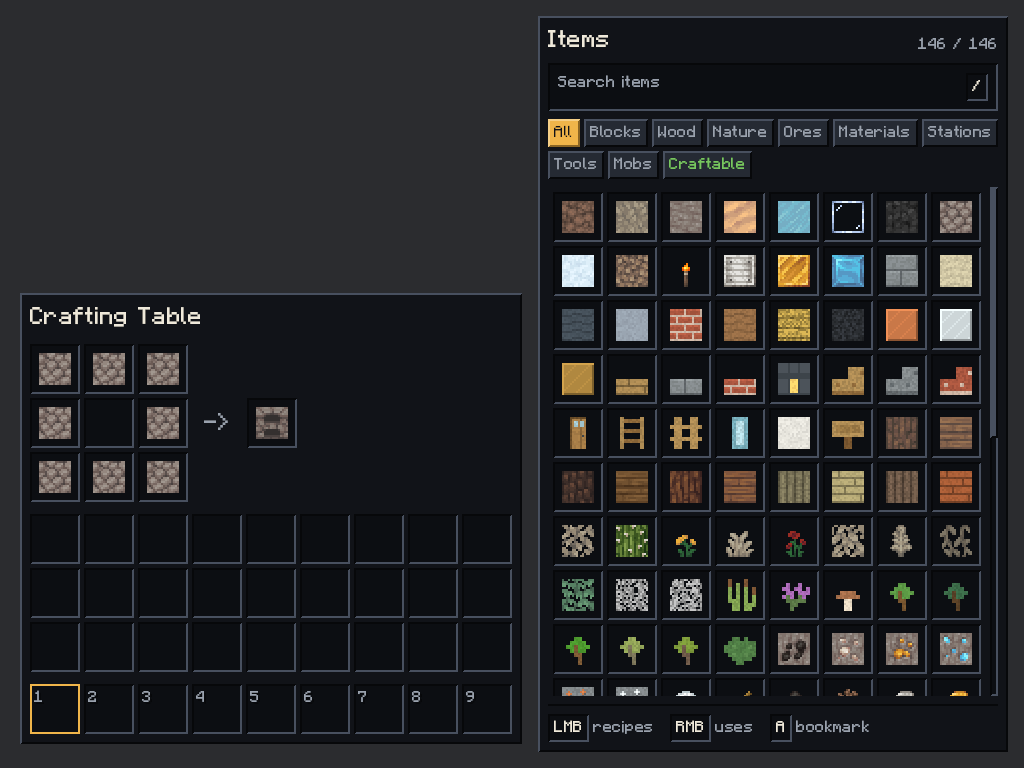 Items
146 / 146
Search items
/
All Blocks Wood Nature Ores Materials Stations
Tools Mobs Craftable
Crafting Table
->
1 2 3 4 5 6 7 8 9
LMB recipes RMB uses A bookmark